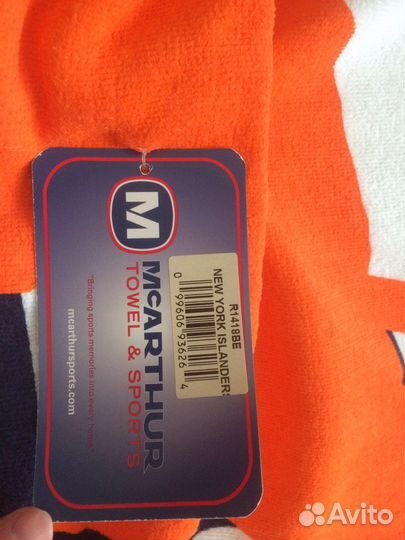 M
McARTHUR
TOWEL & SPORTS
"Bringing sports memories into every home."
mcarthursports.com
R1418BE
NEW YORK ISLANDERS
0 99606 93626 4
Avito